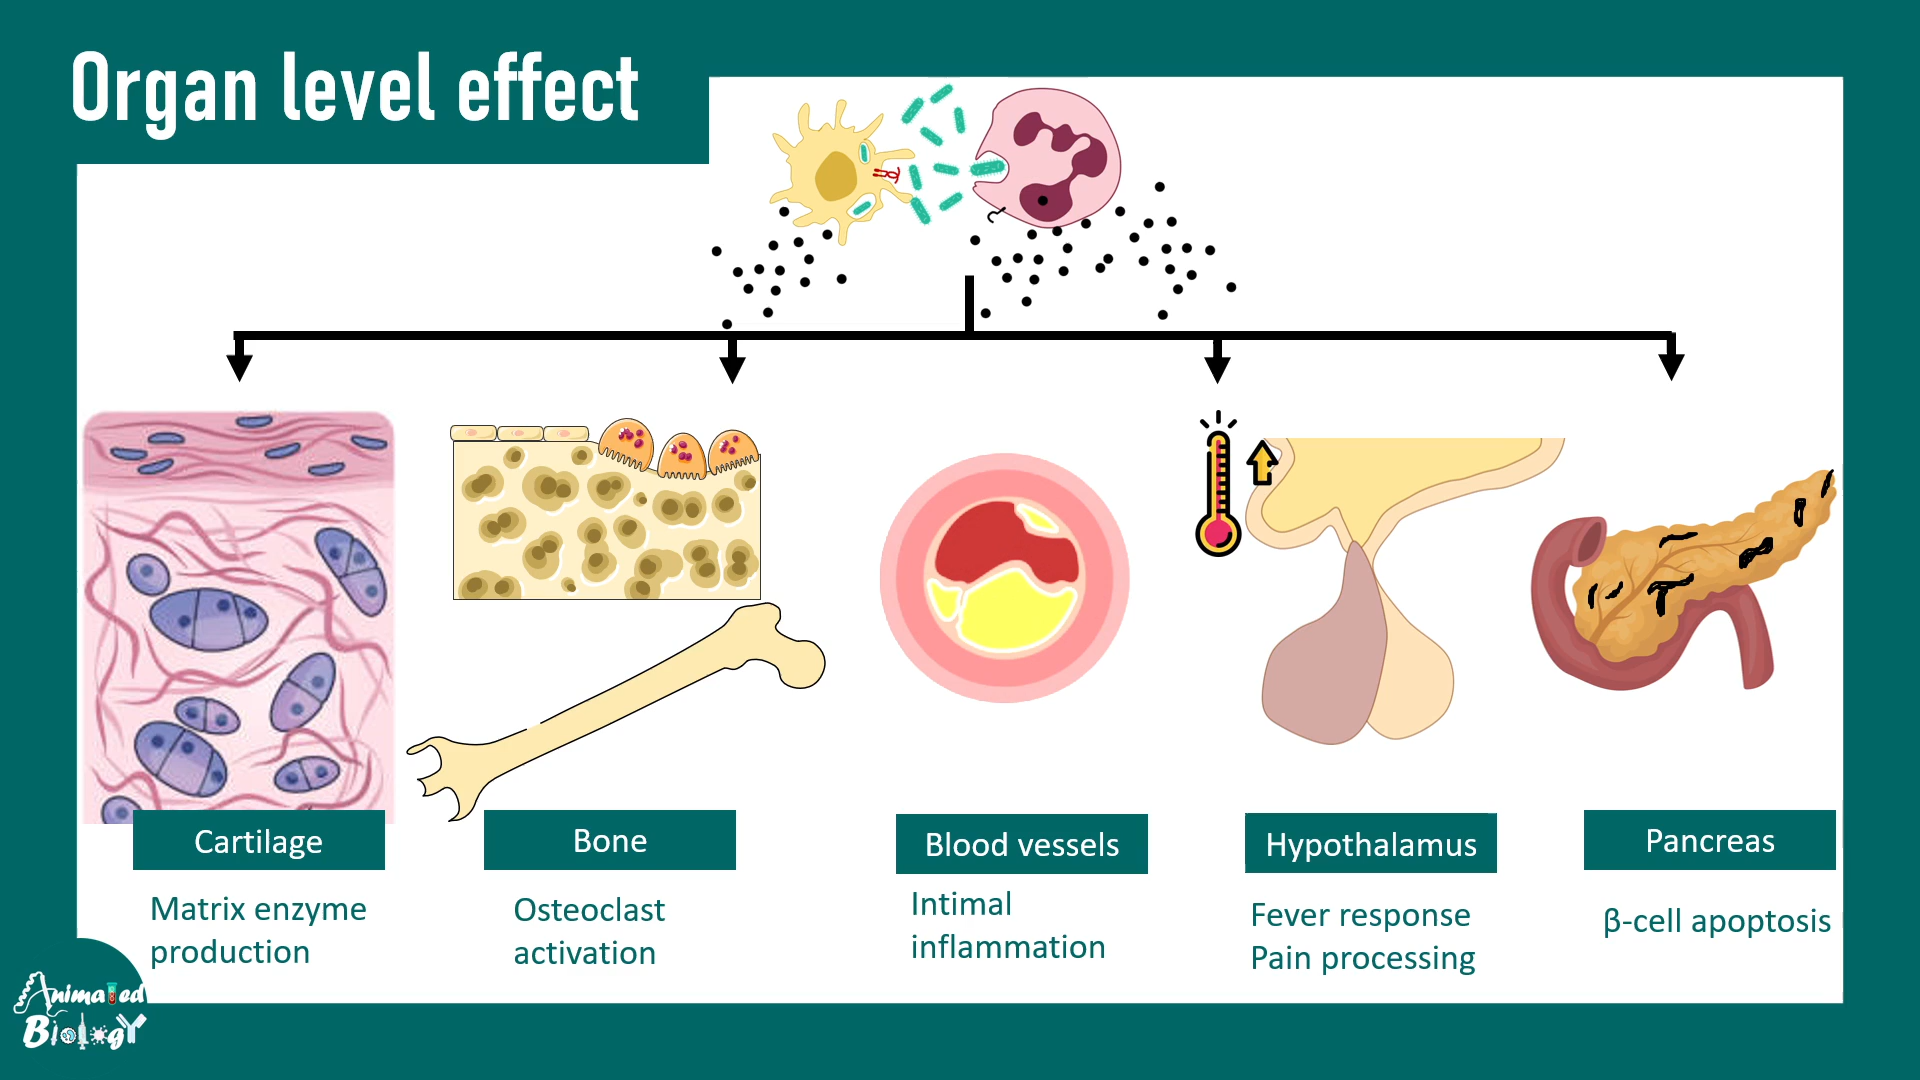 Organ level effect
Cartilage
Matrix enzyme
production
Bone
Osteoclast
activation
Blood vessels
Intimal
inflammation
Hypothalamus
Fever response
Pain processing
Pancreas
β-cell apoptosis
Animated
Biology